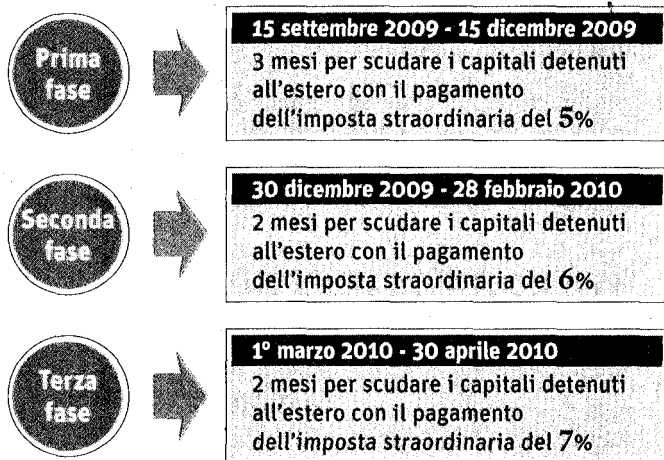 Prima
fase
15 settembre 2009 - 15 dicembre 2009
3 mesi per scudare i capitali detenuti
all'estero con il pagamento
dell'imposta straordinaria del 5%
Seconda
fase
30 dicembre 2009 - 28 febbraio 2010
2 mesi per scudare i capitali detenuti
all'estero con il pagamento
dell'imposta straordinaria del 6%
Terza
fase
1° marzo 2010 - 30 aprile 2010
2 mesi per scudare i capitali detenuti
all'estero con il pagamento
dell'imposta straordinaria del 7%